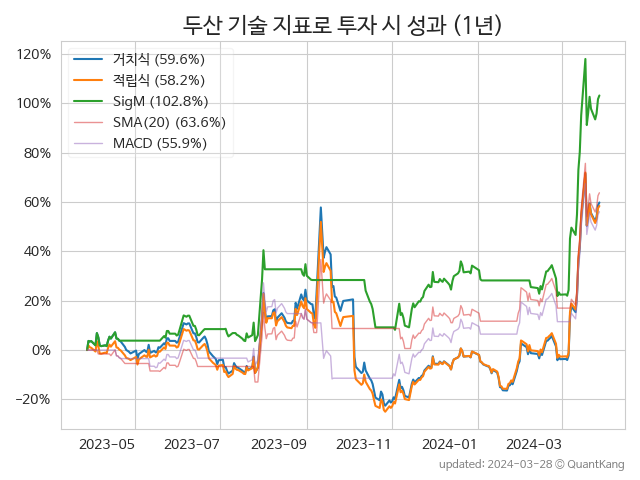 두산 기술 지표로 투자 시 성과 (1년)
거치식 (59.6%)
적립식 (58.2%)
SigM (102.8%)
SMA(20) (63.6%)
MACD (55.9%)
120%
100%
80%
60%
40%
20%
0%
−20%
2023-05 2023-07 2023-09 2023-11 2024-01 2024-03
updated: 2024-03-28 © QuantKang